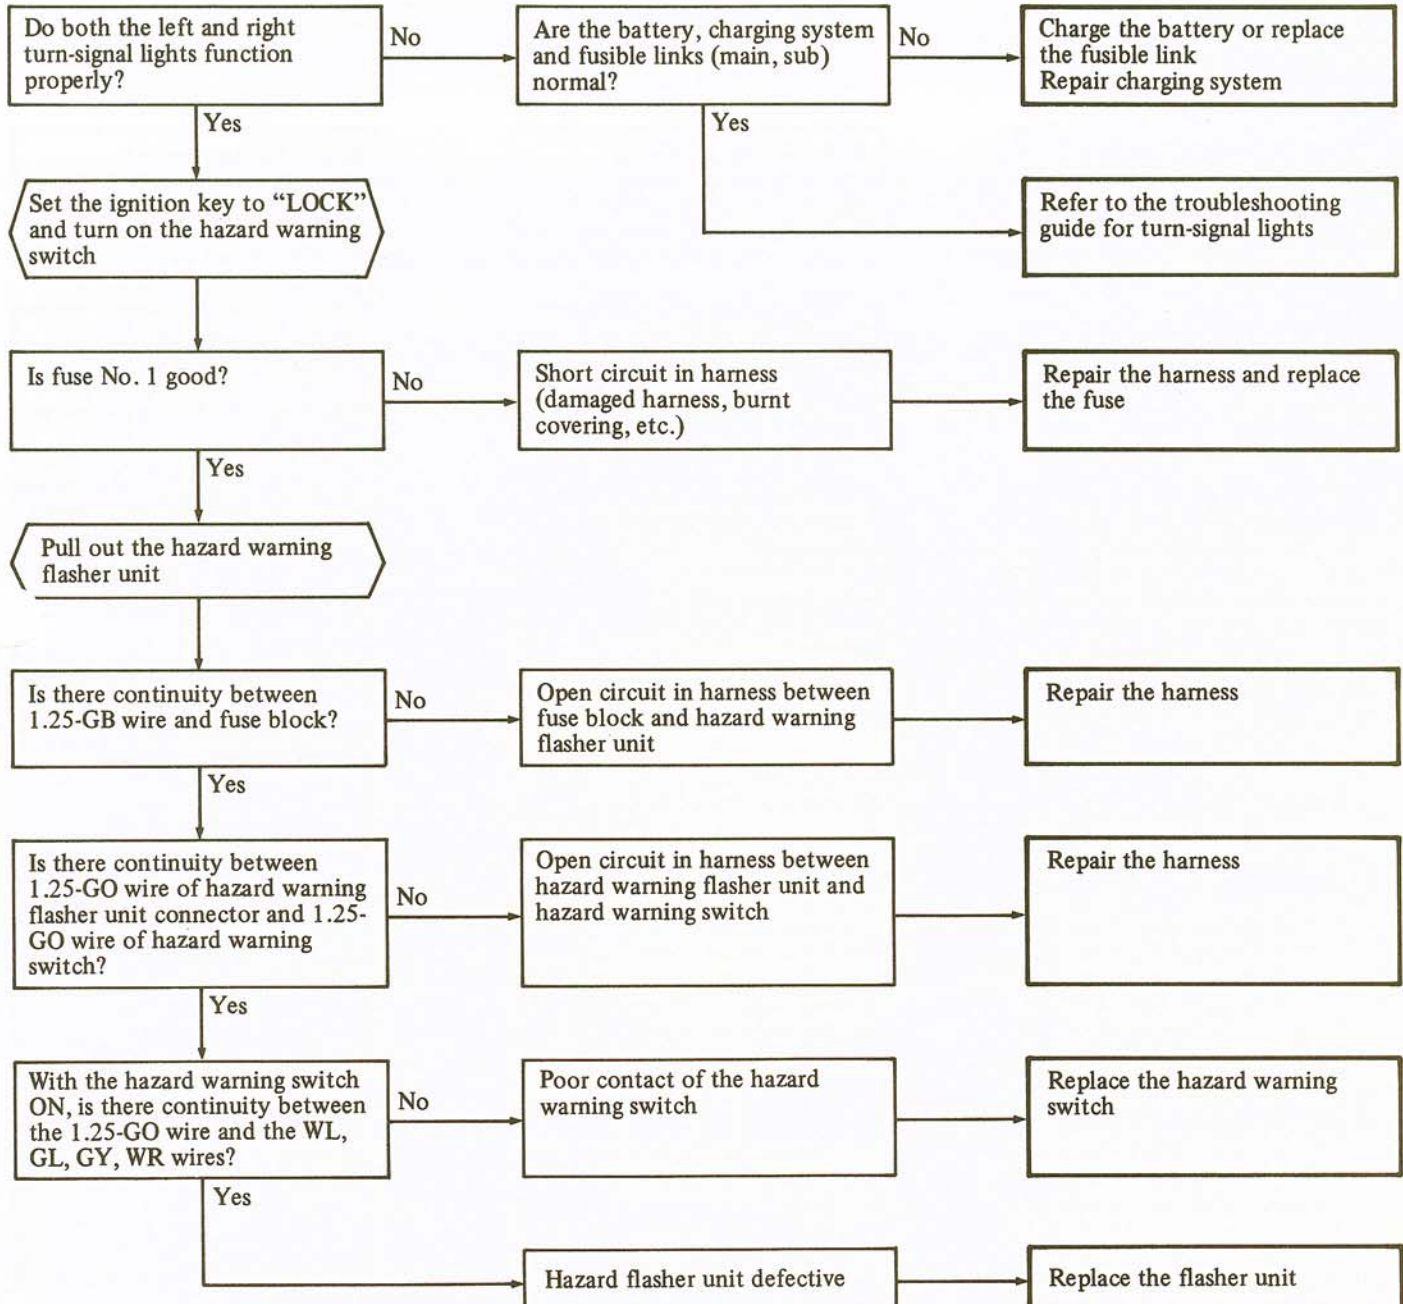 Do both the left and right
turn-signal lights function
properly?
No
Are the battery, charging system
and fusible links (main, sub)
normal?
No
Charge the battery or replace
the fusible link
Repair charging system
Yes
Yes
Set the ignition key to “LOCK”
and turn on the hazard warning
switch
Refer to the troubleshooting
guide for turn-signal lights
Is fuse No. 1 good?
No
Short circuit in harness
(damaged harness, burnt
covering, etc.)
Repair the harness and replace
the fuse
Yes
Pull out the hazard warning
flasher unit
Is there continuity between
1.25-GB wire and fuse block?
No
Open circuit in harness between
fuse block and hazard warning
flasher unit
Repair the harness
Yes
Is there continuity between
1.25-GO wire of hazard warning
flasher unit connector and 1.25-
GO wire of hazard warning
switch?
No
Open circuit in harness between
hazard warning flasher unit and
hazard warning switch
Repair the harness
Yes
With the hazard warning switch
ON, is there continuity between
the 1.25-GO wire and the WL,
GL, GY, WR wires?
No
Poor contact of the hazard
warning switch
Replace the hazard warning
switch
Yes
Hazard flasher unit defective
Replace the flasher unit